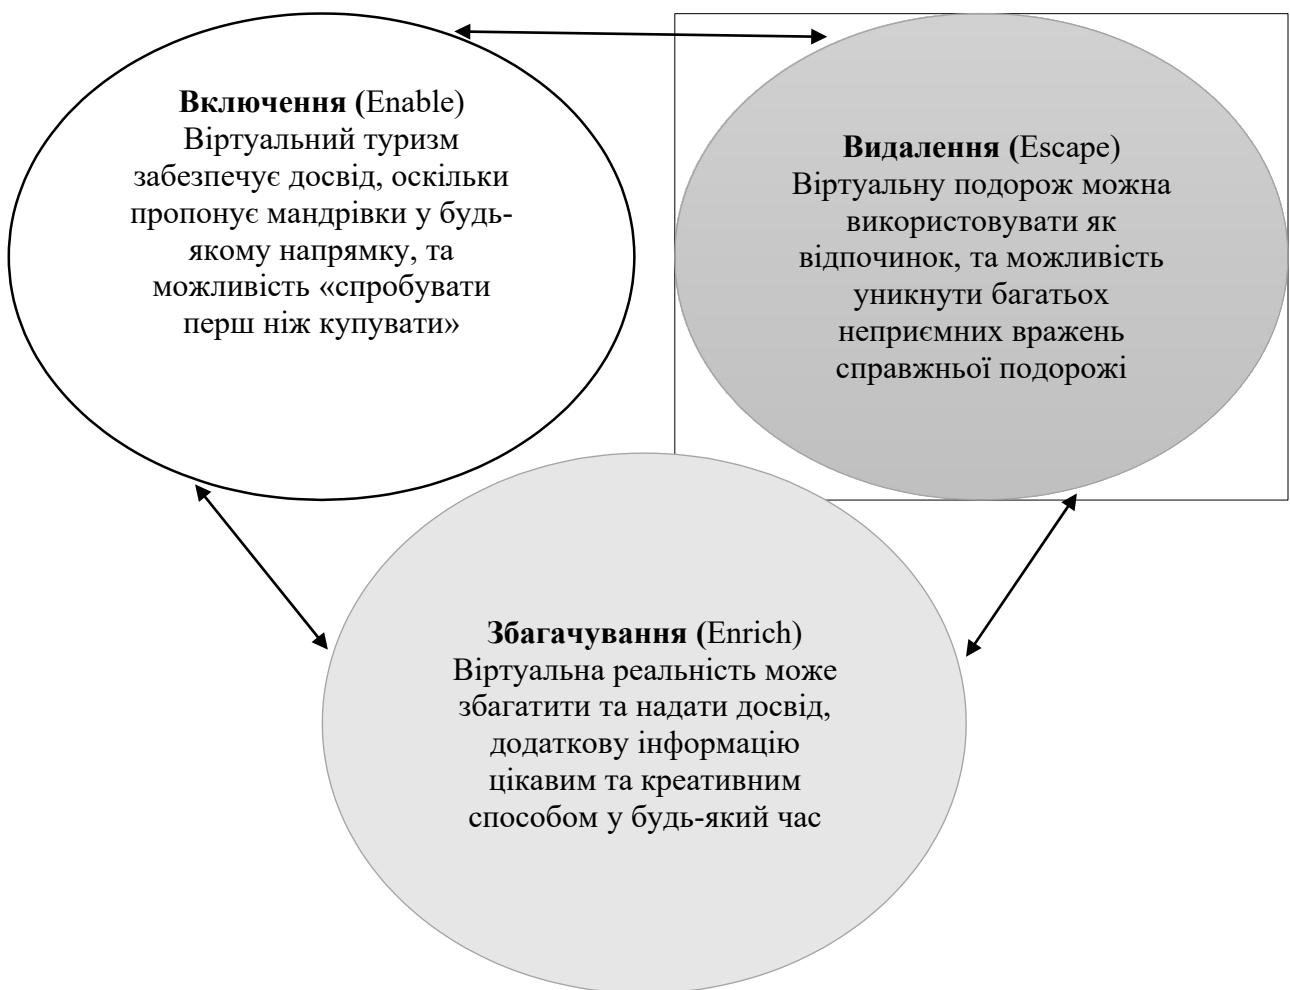 Включення (Enable)
Віртуальний туризм
забезпечує досвід, оскільки
пропонує мандрівки у будь-
якому напрямку, та
можливість «спробувати
перш ніж купувати»
Видалення (Escape)
Віртуальну подорож можна
використовувати як
відпочинок, та можливість
уникнути багатьох
неприємних вражень
справжньої подорожі
Збагачування (Enrich)
Віртуальна реальність може
збагатити та надати досвід,
додаткову інформацію
цікавим та креативним
способом у будь-який час